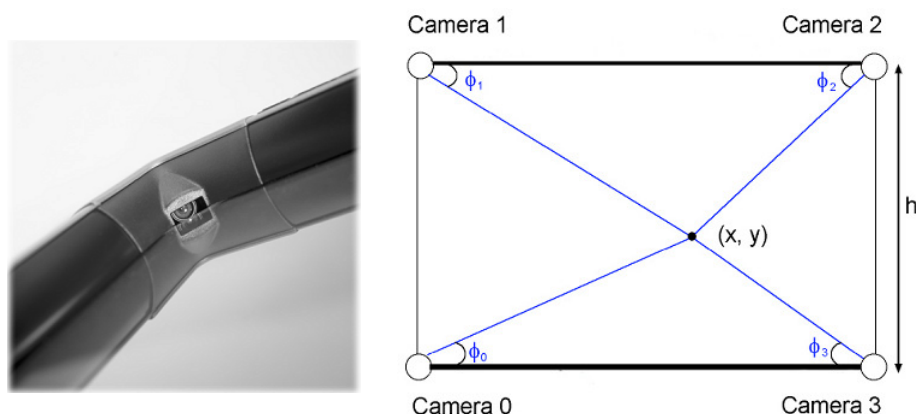 Camera 1
Camera 2
ϕ1
ϕ2
h
(x, y)
ϕ0
ϕ3
Camera 0
Camera 3